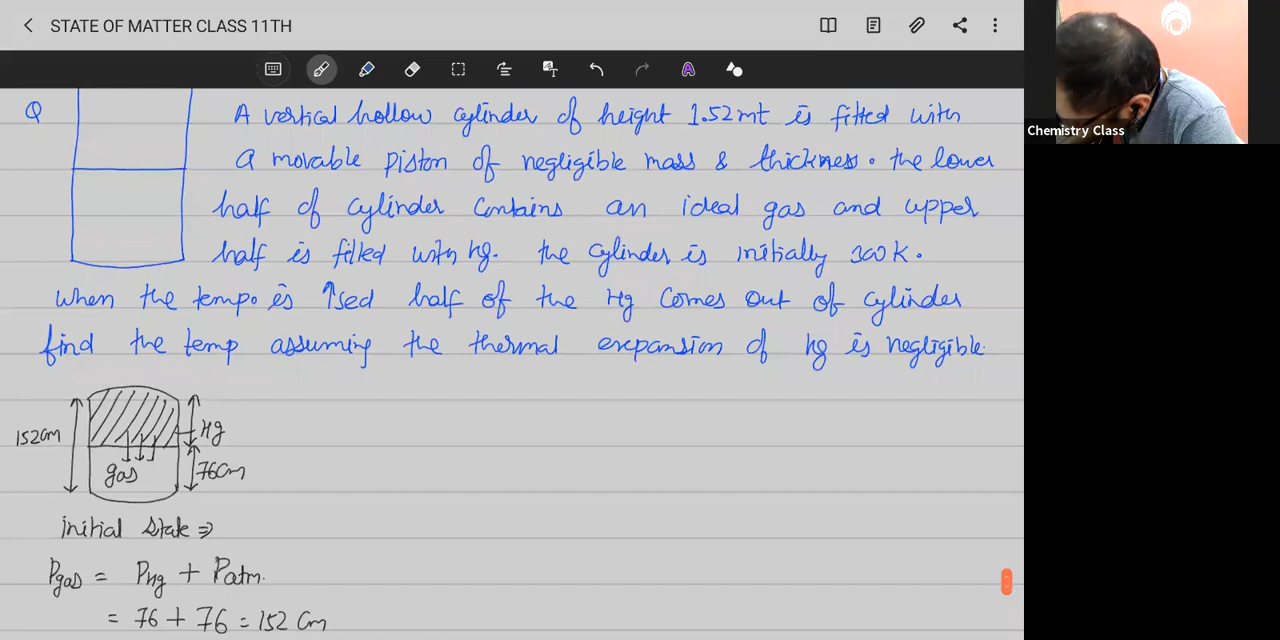 STATE OF MATTER CLASS 11TH
Chemistry Class
Q A vertical hollow cylinder of height 1.52mt is fitted with
a movable piston of negligible mass & thickness. the lower
half of cylinder contains an ideal gas and upper
half is filled with hg. the cylinder is initially 300K.
when the temp. is ↑sed half of the Hg comes out of cylinder
find the temp assuming the thermal expansion of hg is negligible.
152cm
Hg
gas
76cm
initial state ⇒
Pgas = PHg + Patm.
= 76 + 76 = 152 Cm